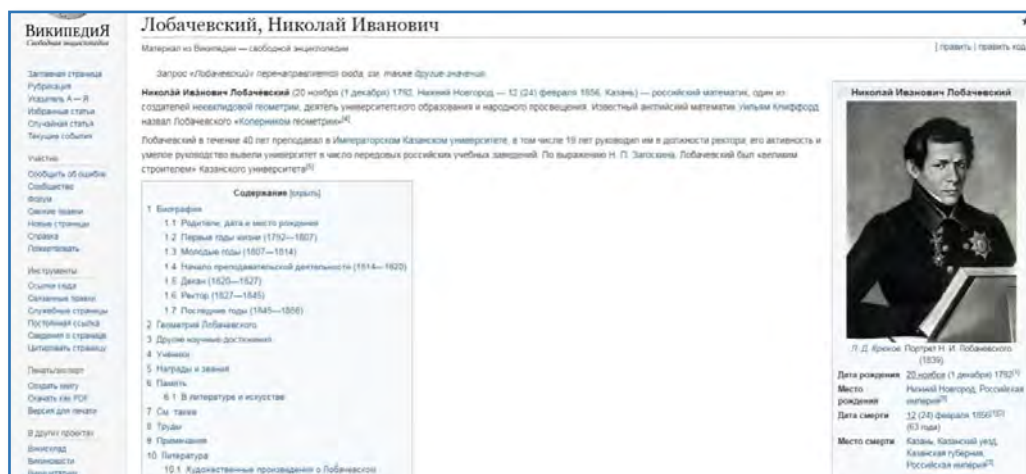 ВикипедиЯ
Свободная энциклопедия
Заглавная страница
Рубрикация
Указатель А — Я
Избранные статьи
Случайная статья
Текущие события
Участие
Сообщить об ошибке
Сообщество
Форум
Свежие правки
Новые страницы
Справка
Пожертвовать
Инструменты
Ссылки сюда
Связанные правки
Служебные страницы
Постоянная ссылка
Сведения о странице
Цитировать страницу
Печать/экспорт
Создать книгу
Скачать как PDF
Версия для печати
В других проектах
Викисклад
Викиновости
Лобачевский, Николай Иванович
Материал из Википедии — свободной энциклопедии
[ править | править код
Запрос «Лобачевский» перенаправляется сюда; см. также другие значения.
Никола́й Ива́нович Лобаче́вский (20 ноября (1 декабря) 1792, Нижний Новгород — 12 (24) февраля 1856, Казань) — российский математик, один из
создателей неевклидовой геометрии, деятель университетского образования и народного просвещения. Известный английский математик Уильям Клиффорд
назвал Лобачевского «Коперником геометрии»[4].
Лобачевский в течение 40 лет преподавал в Императорском Казанском университете, в том числе 19 лет руководил им в должности ректора; его активность и
умелое руководство вывели университет в число передовых российских учебных заведений. По выражению Н. П. Загоскина, Лобачевский был «великим
строителем» Казанского университета[5].
Содержание [скрыть]
1 Биография
1.1 Родители, дата и место рождения
1.2 Первые годы жизни (1792—1807)
1.3 Молодые годы (1807—1814)
1.4 Начало преподавательской деятельности (1814—1820)
1.5 Декан (1820—1827)
1.6 Ректор (1827—1845)
1.7 Последние годы (1845—1856)
2 Геометрия Лобачевского
3 Другие научные достижения
4 Ученики
5 Награды и звания
6 Память
6.1 В литературе и искусстве
7 См. также
8 Труды
9 Примечания
10 Литература
10.1 Художественные произведения о Лобачевском
Николай Иванович Лобачевский
Л. Д. Крюков. Портрет Н. И. Лобачевского
(1839)
Дата рождения 20 ноября (1 декабря) 1792[1]
Место рождения Нижний Новгород, Российская империя[3]
Дата смерти 12 (24) февраля 1856[1][2]
(63 года)
Место смерти Казань, Казанский уезд,
Казанская губерния,
Российская империя[3]